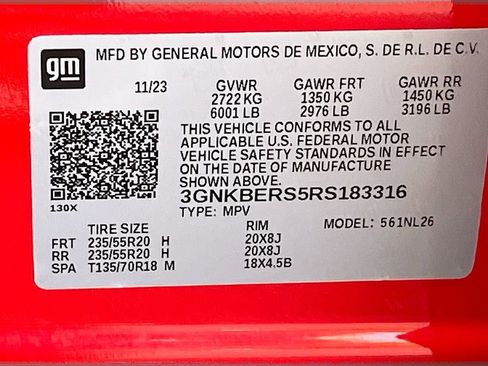 gm MFD BY GENERAL MOTORS DE MEXICO, S. DE R.L. DE C.V.
11/23 GVWR GAWR FRT GAWR RR
2722 KG 1350 KG 1450 KG
6001 LB 2976 LB 3196 LB
THIS VEHICLE CONFORMS TO ALL
APPLICABLE U.S. FEDERAL MOTOR
VEHICLE SAFETY STANDARDS IN EFFECT
ON THE DATE OF MANUFACTURE
SHOWN ABOVE.
3GNKBERS5RS183316
130X TYPE: MPV MODEL: 561NL26
TIRE SIZE RIM
FRT 235/55R20 H 20X8J
RR 235/55R20 H 20X8J
SPA T135/70R18 M 18X4.5B